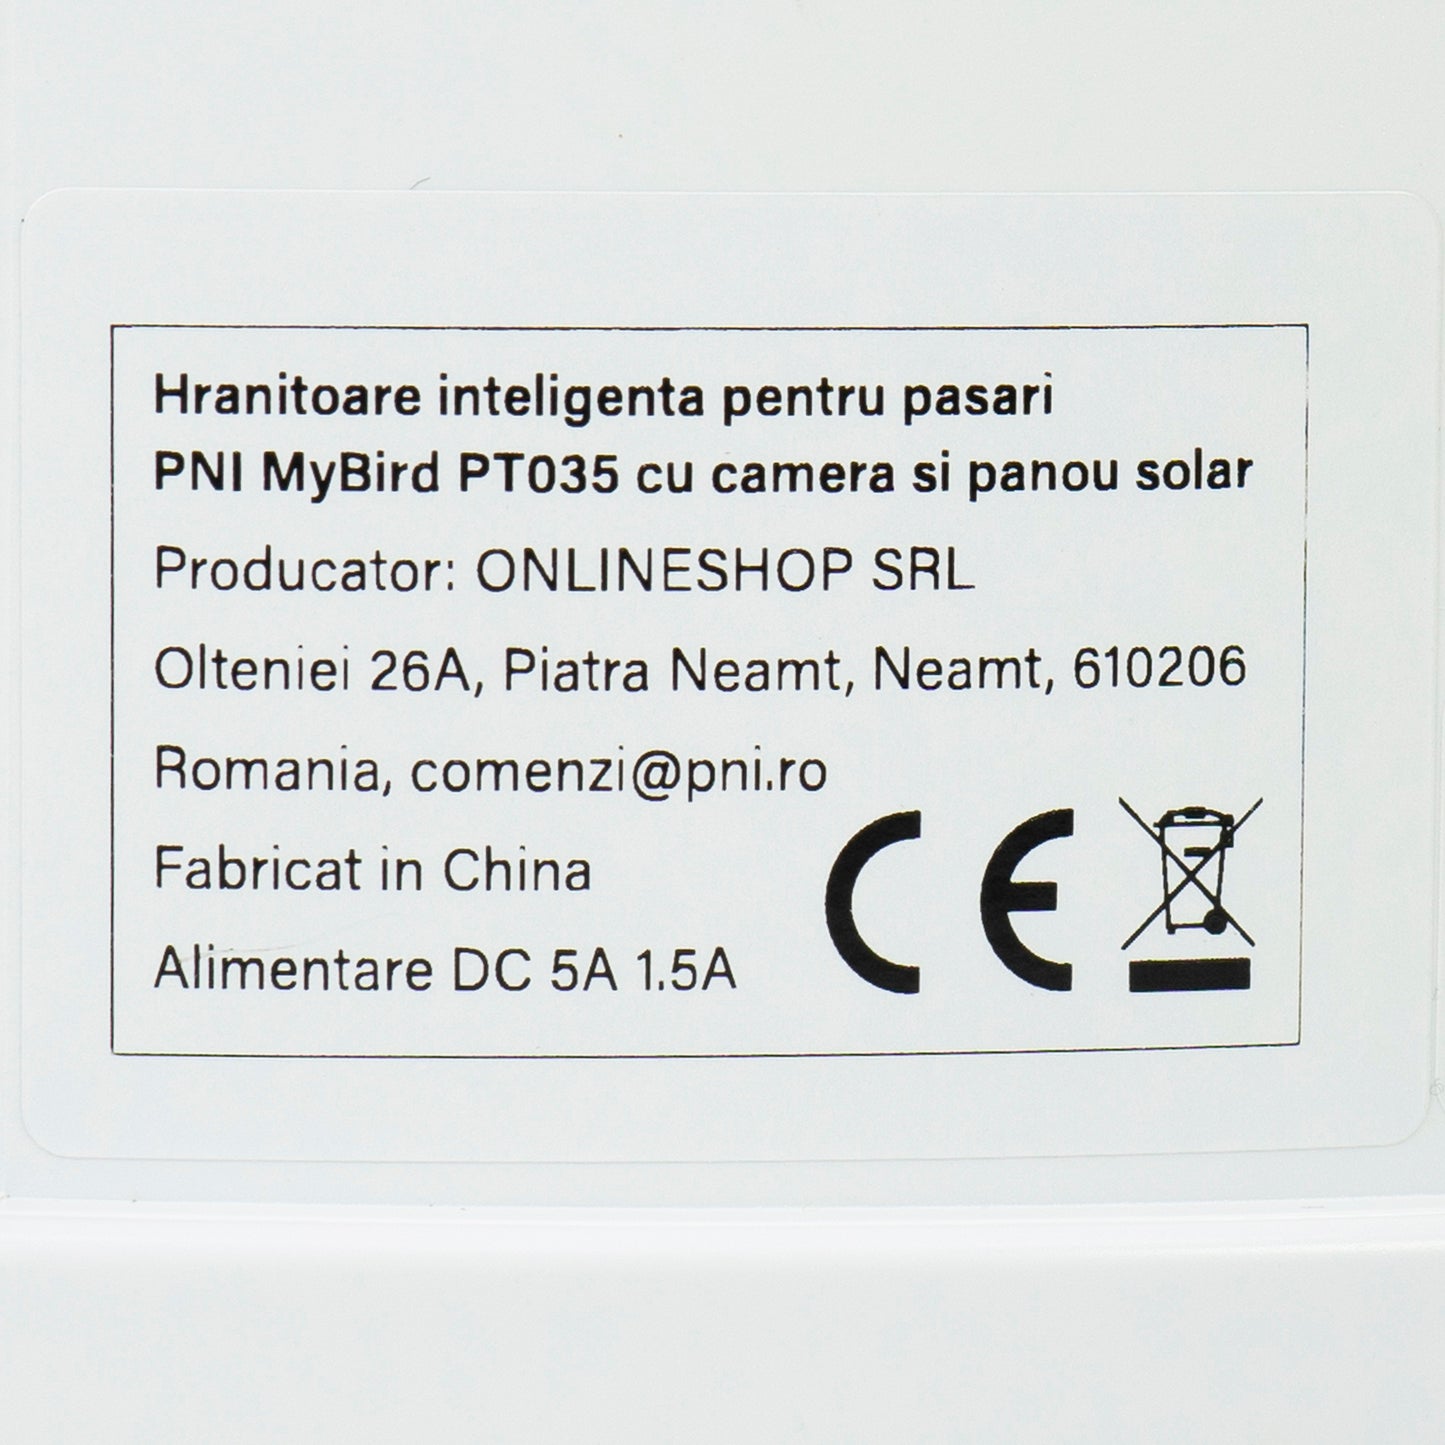 Hranitoare inteligenta pentru pasari
PNI MyBird PT035 cu camera si panou solar
Producator: ONLINESHOP SRL
Olteniei 26A, Piatra Neamt, Neamt, 610206
Romania, comenzi@pni.ro
Fabricat in China
Alimentare DC 5A 1.5A
CE